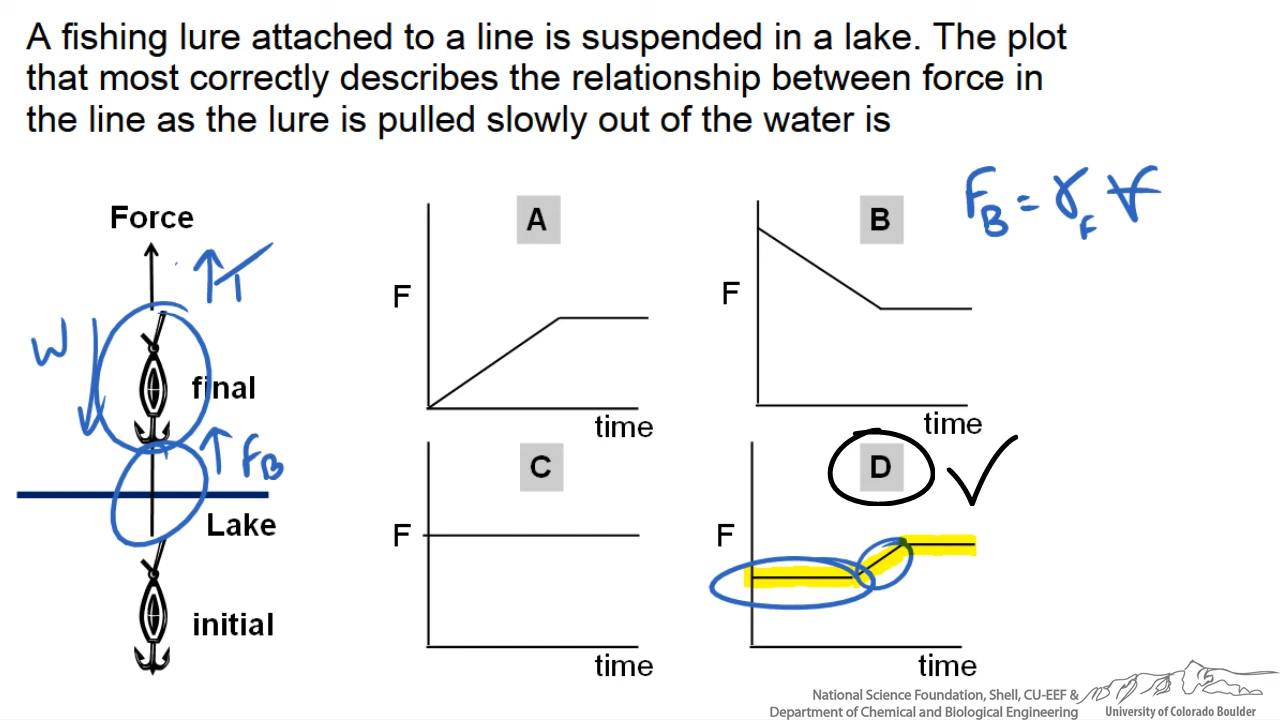 A fishing lure attached to a line is suspended in a lake. The plot
that most correctly describes the relationship between force in
the line as the lure is pulled slowly out of the water is
F_B = γ_F V
Force
T
W
final
F_B
Lake
initial
A
F
time
B
F
time
C
F
time
D
F
time
National Science Foundation, Shell, CU-EEF &
Department of Chemical and Biological Engineering
University of Colorado Boulder